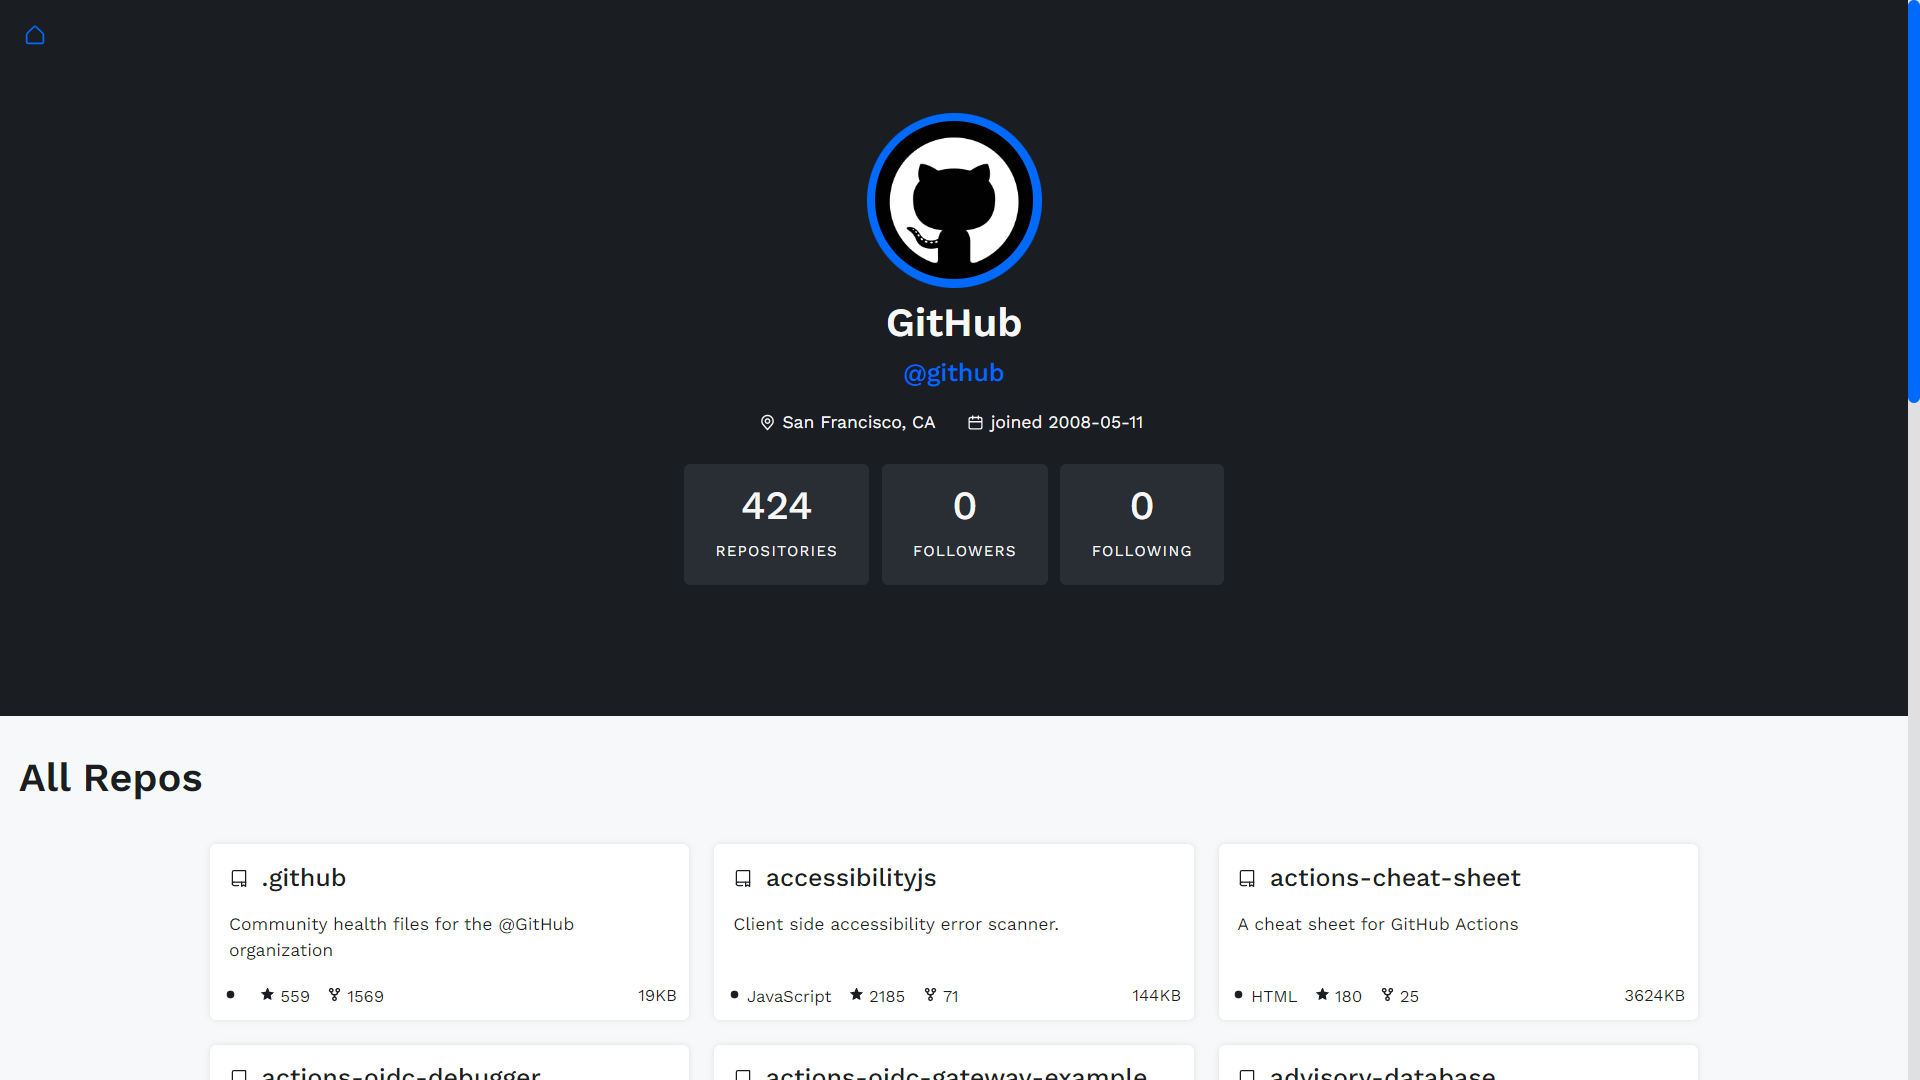 GitHub
@github
San Francisco, CA joined 2008-05-11
424 0 0
REPOSITORIES FOLLOWERS FOLLOWING
All Repos
.github
Community health files for the @GitHub
organization
559 1569 19KB
accessibilityjs
Client side accessibility error scanner.
JavaScript 2185 71 144KB
actions-cheat-sheet
A cheat sheet for GitHub Actions
HTML 180 25 3624KB
actions-oidc-debugger
actions-oidc-gateway-example
advisory-database